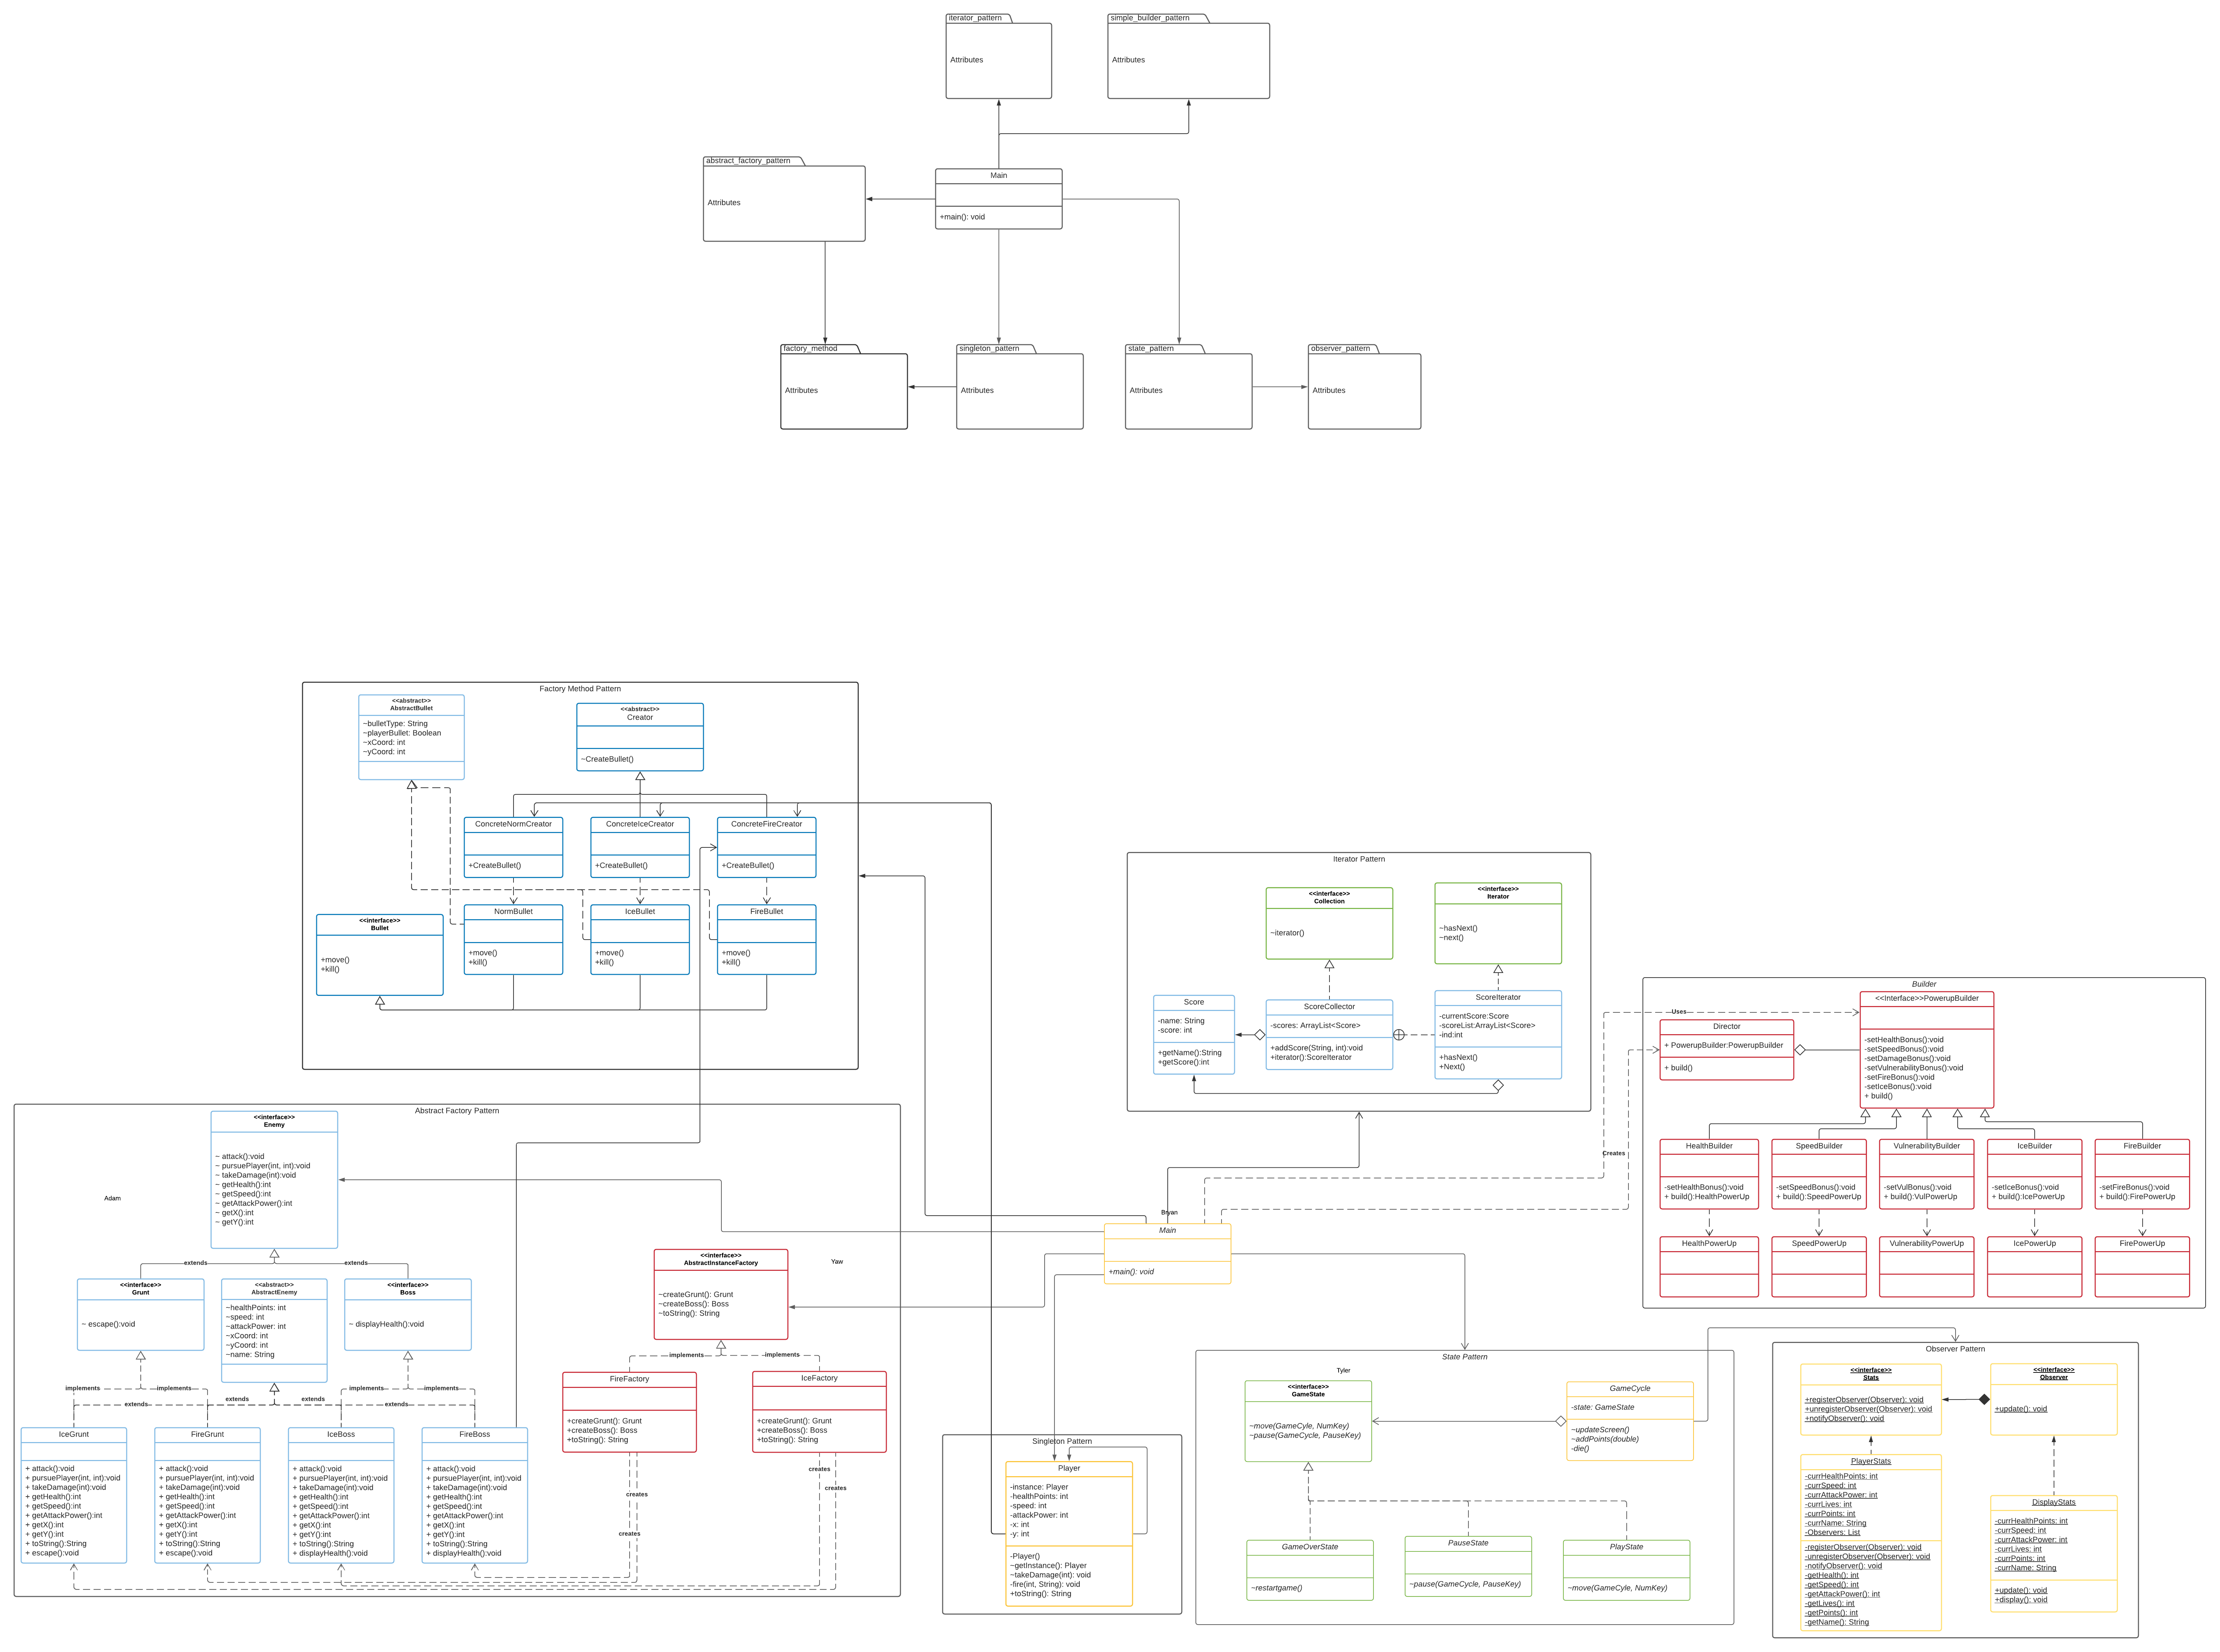 iterator_pattern
Attributes
simple_builder_pattern
Attributes
abstract_factory_pattern
Attributes
Main
+main(): void
factory_method
Attributes
singleton_pattern
Attributes
state_pattern
Attributes
observer_pattern
Attributes
Factory Method Pattern
<<abstract>>
AbstractBullet
~bulletType: String
~playerBullet: Boolean
~xCoord: int
~yCoord: int
<<abstract>>
Creator
~CreateBullet()
ConcreteNormCreator
+CreateBullet()
ConcreteIceCreator
+CreateBullet()
ConcreteFireCreator
+CreateBullet()
<<interface>>
Bullet
+move()
+kill()
NormBullet
+move()
+kill()
IceBullet
+move()
+kill()
FireBullet
+move()
+kill()
Iterator Pattern
<<interface>>
Collection
~iterator()
<<interface>>
Iterator
~hasNext()
~next()
Score
-name: String
-score: int
+getName():String
+getScore():int
ScoreCollector
-scores: ArrayList<Score>
+addScore(String, int):void
+iterator():ScoreIterator
ScoreIterator
-currentScore:Score
-scoreList:ArrayList<Score>
-ind:int
+hasNext()
+Next()
Builder
<<Interface>>PowerupBuilder
-setHealthBonus():void
-setSpeedBonus():void
-setDamageBonus():void
-setVulnerabilityBonus():void
-setFireBonus():void
-setIceBonus():void
+ build()
Uses
Director
+ PowerupBuilder:PowerupBuilder
+ build()
Creates
HealthBuilder
-setHealthBonus():void
+ build():HealthPowerUp
SpeedBuilder
-setSpeedBonus():void
+ build():SpeedPowerUp
VulnerabilityBuilder
-setVulBonus():void
+ build():VulPowerUp
IceBuilder
-setIceBonus():void
+ build():IcePowerUp
FireBuilder
-setFireBonus():void
+ build():FirePowerUp
HealthPowerUp
SpeedPowerUp
VulnerabilityPowerUp
IcePowerUp
FirePowerUp
Abstract Factory Pattern
<<interface>>
Enemy
~ attack():void
~ pursuePlayer(int, int):void
~ takeDamage(int):void
~ getHealth():int
~ getSpeed():int
~ getAttackPower():int
~ getX():int
~ getY():int
Adam
extends
extends
<<interface>>
Grunt
~ escape():void
<<abstract>>
AbstractEnemy
~healthPoints: int
~speed: int
~attackPower: int
~xCoord: int
~yCoord: int
~name: String
<<interface>>
Boss
~ displayHealth():void
<<interface>>
AbstractInstanceFactory
~createGrunt(): Grunt
~createBoss(): Boss
~toString(): String
Yaw
implements
implements
implements
implements
implements
implements
extends
extends
extends
extends
FireFactory
+createGrunt(): Grunt
+createBoss(): Boss
+toString(): String
IceFactory
+createGrunt(): Grunt
+createBoss(): Boss
+toString(): String
IceGrunt
+ attack():void
+ pursuePlayer(int, int):void
+ takeDamage(int):void
+ getHealth():int
+ getSpeed():int
+ getAttackPower():int
+ getX():int
+ getY():int
+ toString():String
+ escape():void
FireGrunt
+ attack():void
+ pursuePlayer(int, int):void
+ takeDamage(int):void
+ getHealth():int
+ getSpeed():int
+ getAttackPower():int
+ getX():int
+ getY():int
+ toString():String
+ escape():void
IceBoss
+ attack():void
+ pursuePlayer(int, int):void
+ takeDamage(int):void
+ getHealth():int
+ getSpeed():int
+ getAttackPower():int
+ getX():int
+ getY():int
+ toString():String
+ displayHealth():void
FireBoss
+ attack():void
+ pursuePlayer(int, int):void
+ takeDamage(int):void
+ getHealth():int
+ getSpeed():int
+ getAttackPower():int
+ getX():int
+ getY():int
+ toString():String
+ displayHealth():void
creates
creates
creates
creates
Bryan
Main
+main(): void
Singleton Pattern
Player
-instance: Player
-healthPoints: int
-speed: int
-attackPower: int
-x: int
-y: int
-Player()
~getInstance(): Player
~takeDamage(int): void
-fire(int, String): void
+toString(): String
State Pattern
Tyler
<<interface>>
GameState
~move(GameCyle, NumKey)
~pause(GameCycle, PauseKey)
GameCycle
-state: GameState
~updateScreen()
~addPoints(double)
-die()
GameOverState
~restartgame()
PauseState
~pause(GameCycle, PauseKey)
PlayState
~move(GameCyle, NumKey)
Observer Pattern
<<interface>>
Stats
+registerObserver(Observer): void
+unregisterObserver(Observer): void
+notifyObserver(): void
<<interface>>
Observer
+update(): void
PlayerStats
-currHealthPoints: int
-currSpeed: int
-currAttackPower: int
-currLives: int
-currPoints: int
-currName: String
-Observers: List
-registerObserver(Observer): void
-unregisterObserver(Observer): void
-notifyObserver(): void
-getHealth(): int
-getSpeed(): int
-getAttackPower(): int
-getLives(): int
-getPoints(): int
-getName(): String
DisplayStats
-currHealthPoints: int
-currSpeed: int
-currAttackPower: int
-currLives: int
-currPoints: int
-currName: String
+update(): void
+display(): void